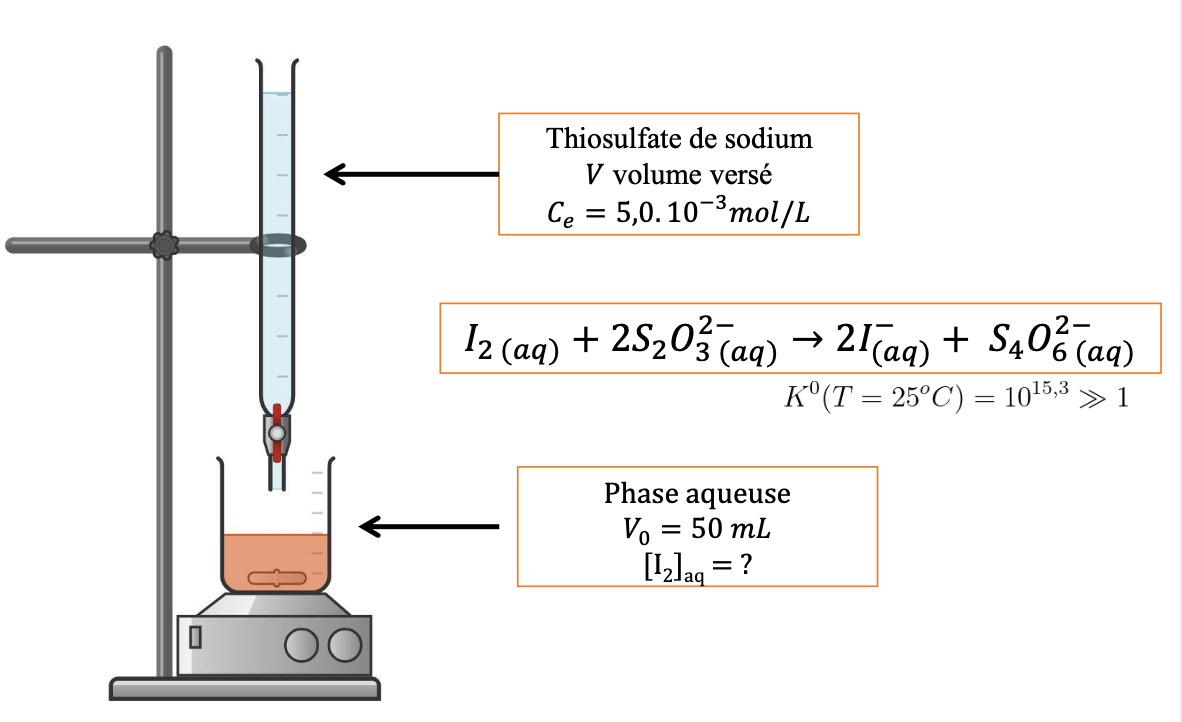 Thiosulfate de sodium
V volume versé
Cₑ = 5,0. 10⁻³mol/L
I₂ (aq) + 2S₂O₃²⁻(aq) → 2I⁻(aq) + S₄O₆²⁻(aq)
K⁰(T = 25°C) = 10¹⁵,³ ≫ 1
Phase aqueuse
V₀ = 50 mL
[I₂]aq = ?